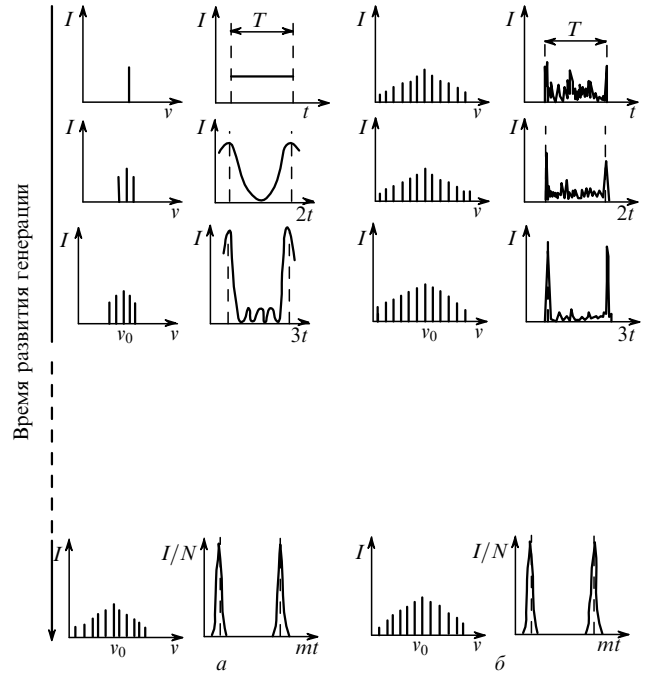 Время развития генерации
I
ν
I
T
t
I
ν
I
T
t
I
ν
I
2t
I
ν
I
2t
I
ν₀
ν
I
3t
I
ν₀
ν
I
3t
I
ν₀
ν
I/N
mt
I
ν₀
ν
I/N
mt
а
б